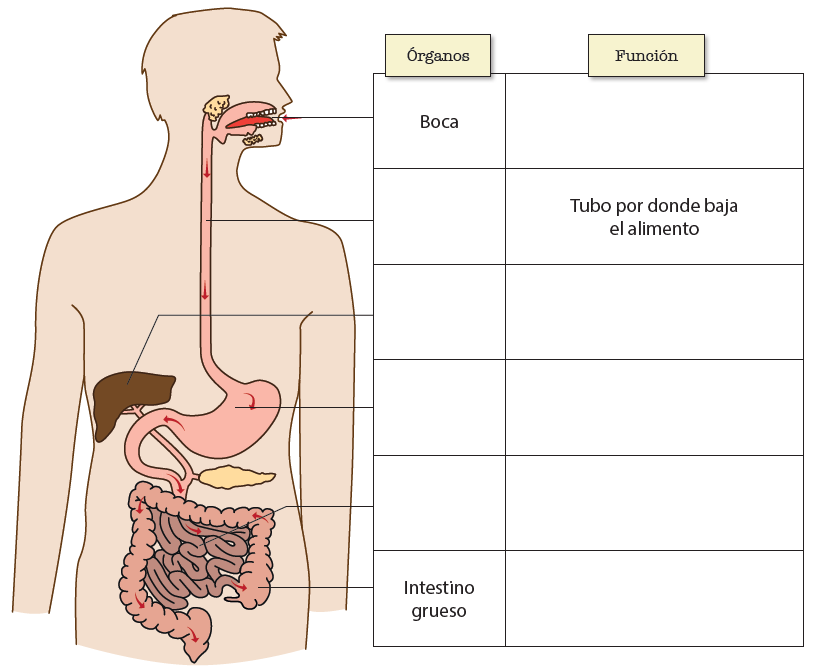 Órganos
Función
Boca
Tubo por donde baja
el alimento
Intestino
grueso